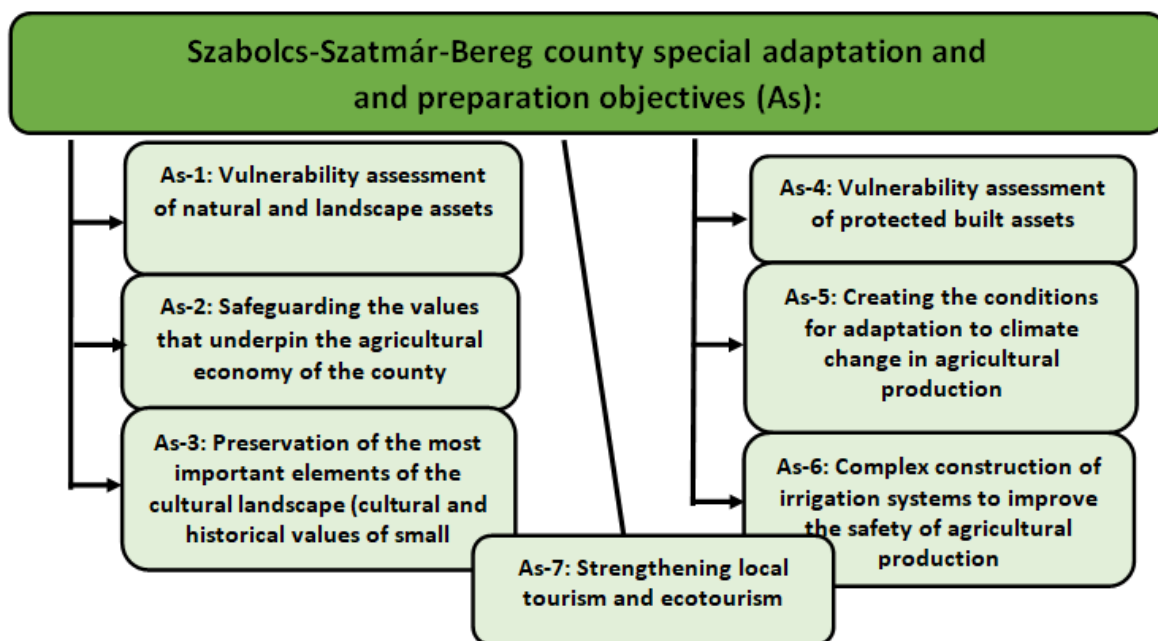 Szabolcs-Szatmár-Bereg county special adaptation and
and preparation objectives (As):
As-1: Vulnerability assessment
of natural and landscape assets
As-2: Safeguarding the values
that underpin the agricultural
economy of the county
As-3: Preservation of the most
important elements of the
cultural landscape (cultural and
historical values of small
As-4: Vulnerability assessment
of protected built assets
As-5: Creating the conditions
for adaptation to climate
change in agricultural
production
As-6: Complex construction of
irrigation systems to improve
the safety of agricultural
production
As-7: Strengthening local
tourism and ecotourism